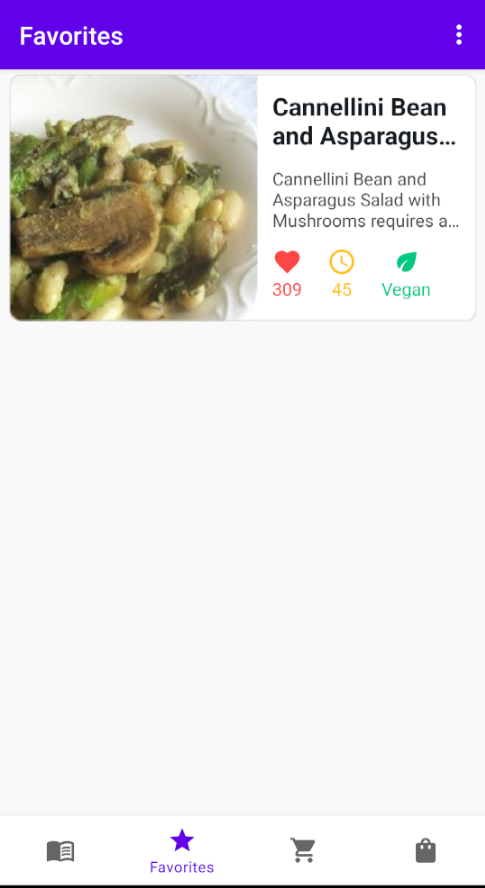 Favorites
Cannellini Bean
and Asparagus...
Cannellini Bean and
Asparagus Salad with
Mushrooms requires a...
309
45
Vegan
Favorites